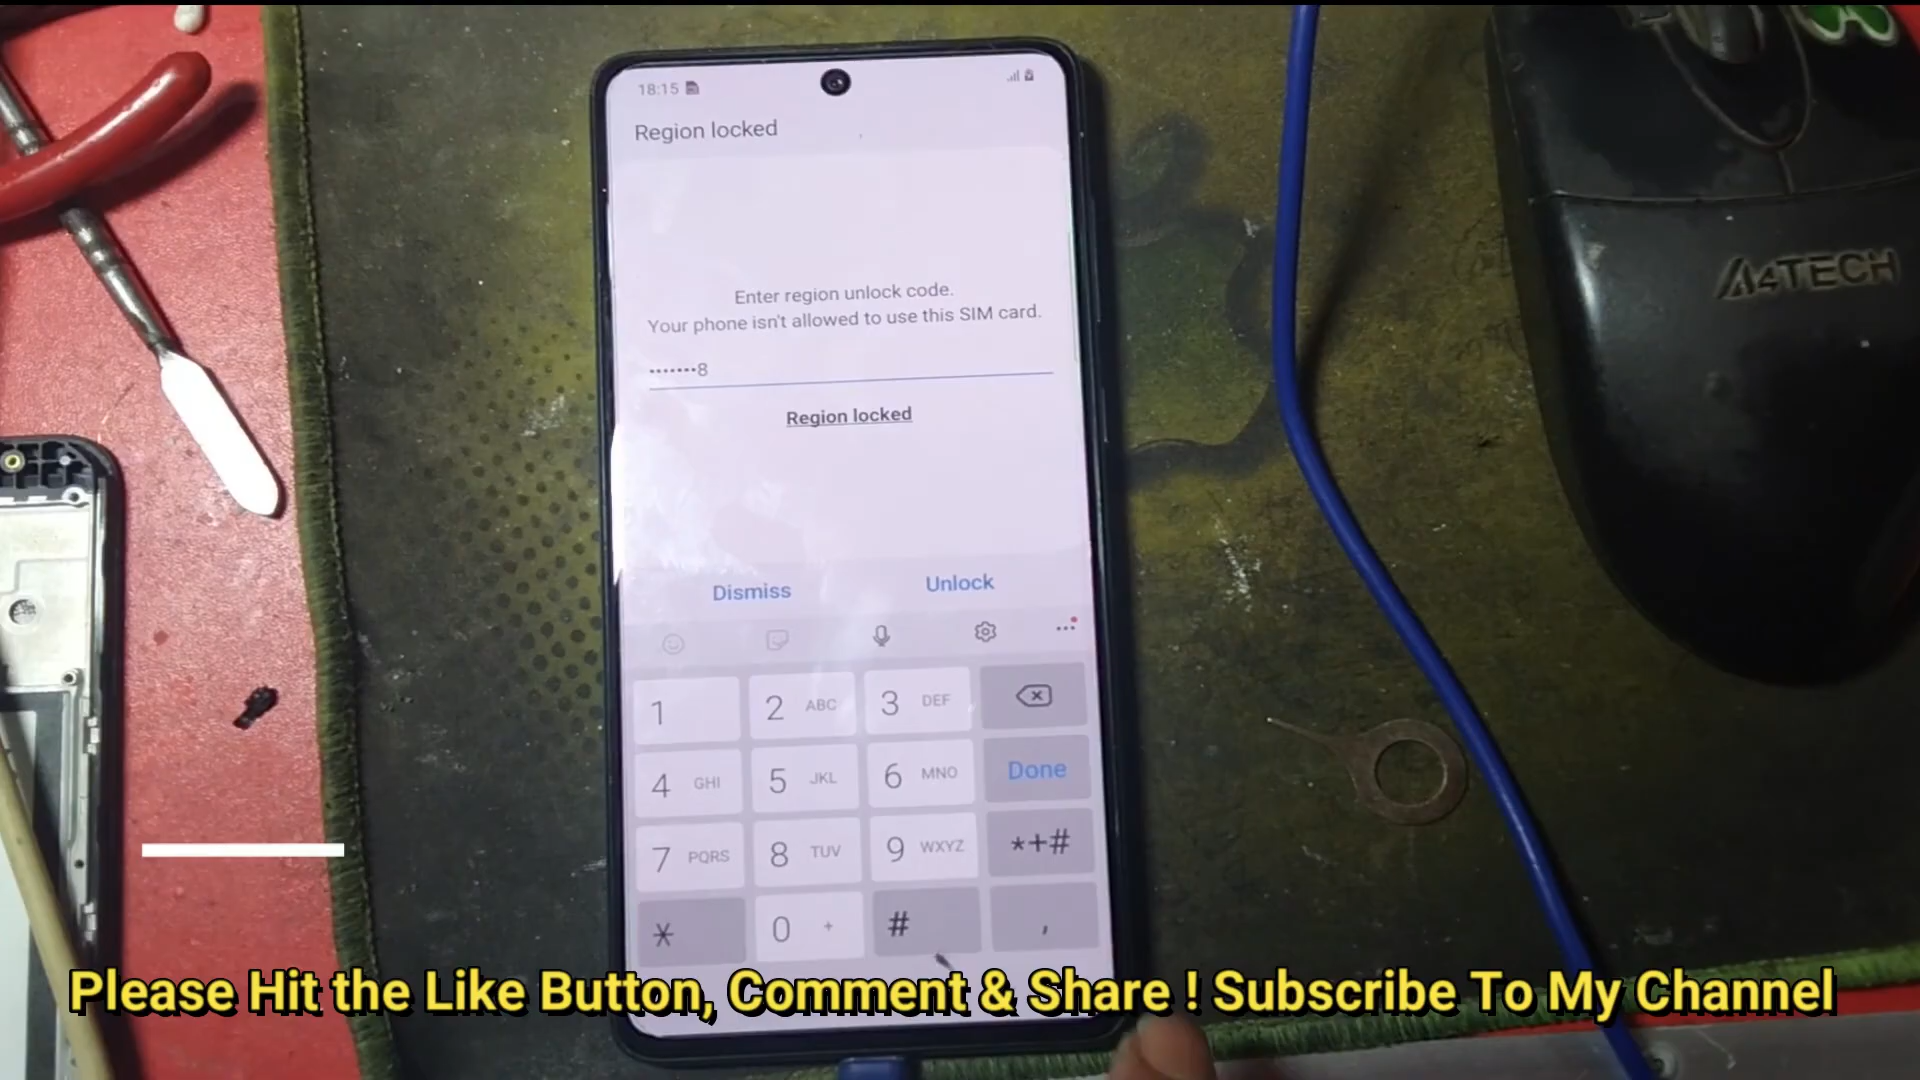 18:15
Region locked
Enter region unlock code.
Your phone isn't allowed to use this SIM card.
•••••••8
Region locked
Dismiss Unlock
1 2 ABC 3 DEF
4 GHI 5 JKL 6 MNO Done
7 PQRS 8 TUV 9 WXYZ *+#
* 0 + # ,
A4TECH
Please Hit the Like Button, Comment & Share ! Subscribe To My Channel